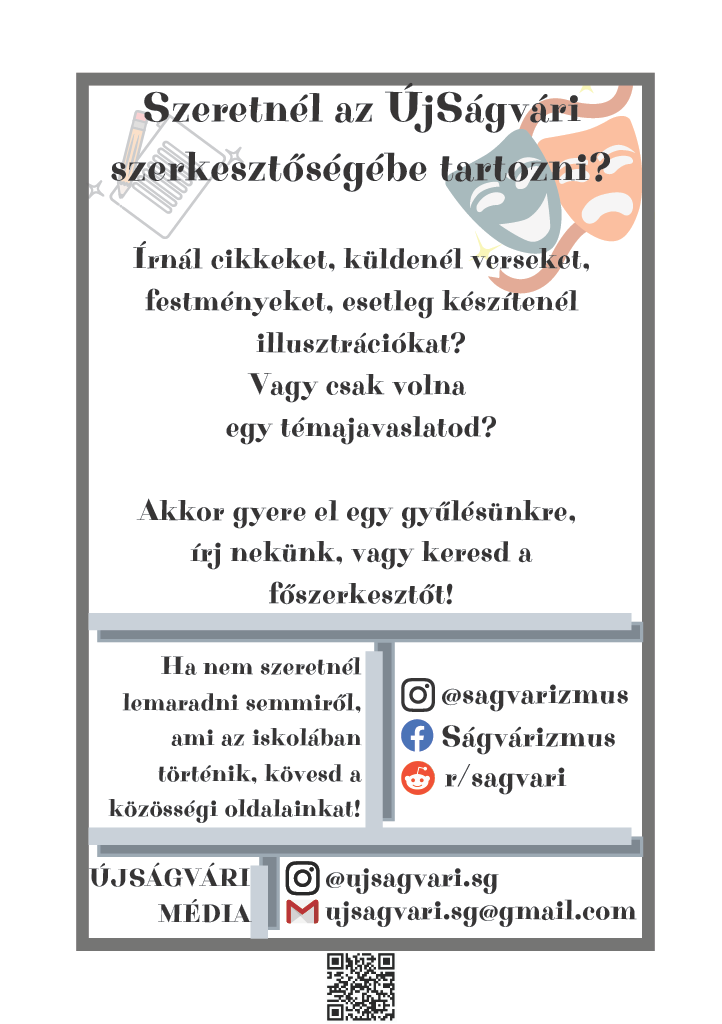 Szeretnél az ÚjSágvári
szerkesztőségébe tartozni?
Írnál cikkeket, küldenél verseket,
festményeket, esetleg készítenél
illusztrációkat?
Vagy csak volna
egy témajavaslatod?
Akkor gyere el egy gyűlésünkre,
írj nekünk, vagy keresd a
főszerkesztőt!
Ha nem szeretnél
lemaradni semmiről,
ami az iskolában
történik, kövesd a
közösségi oldalainkat!
@sagvarizmus
Ságvárizmus
r/sagvari
ÚJSÁGVÁRI
MÉDIA
@ujsagvari.sg
ujsagvari.sg@gmail.com